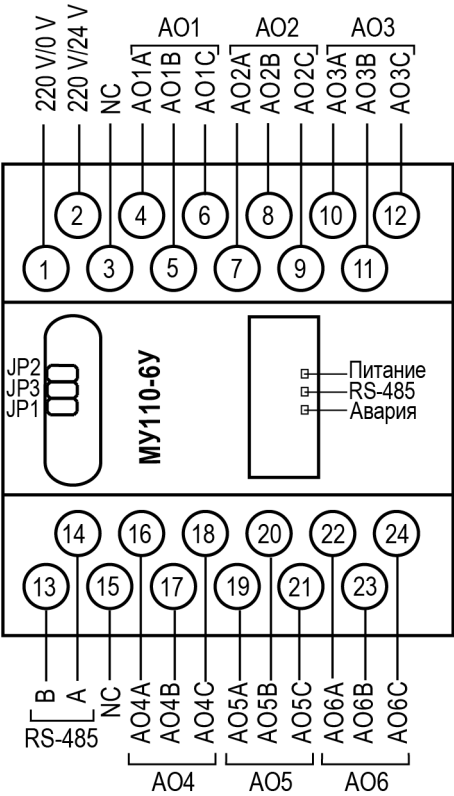 AO1
AO2
AO3
220 V/0 V
220 V/24 V
NC
AO1A
AO1B
AO1C
AO2A
AO2B
AO2C
AO3A
AO3B
AO3C
2
4
6
8
10
12
1
3
5
7
9
11
JP2
JP3
JP1
МУ110-6У
Питание
RS-485
Авария
14
16
18
20
22
24
13
15
17
19
21
23
B
A
NC
AO4A
AO4B
AO4C
AO5A
AO5B
AO5C
AO6A
AO6B
AO6C
RS-485
AO4
AO5
AO6